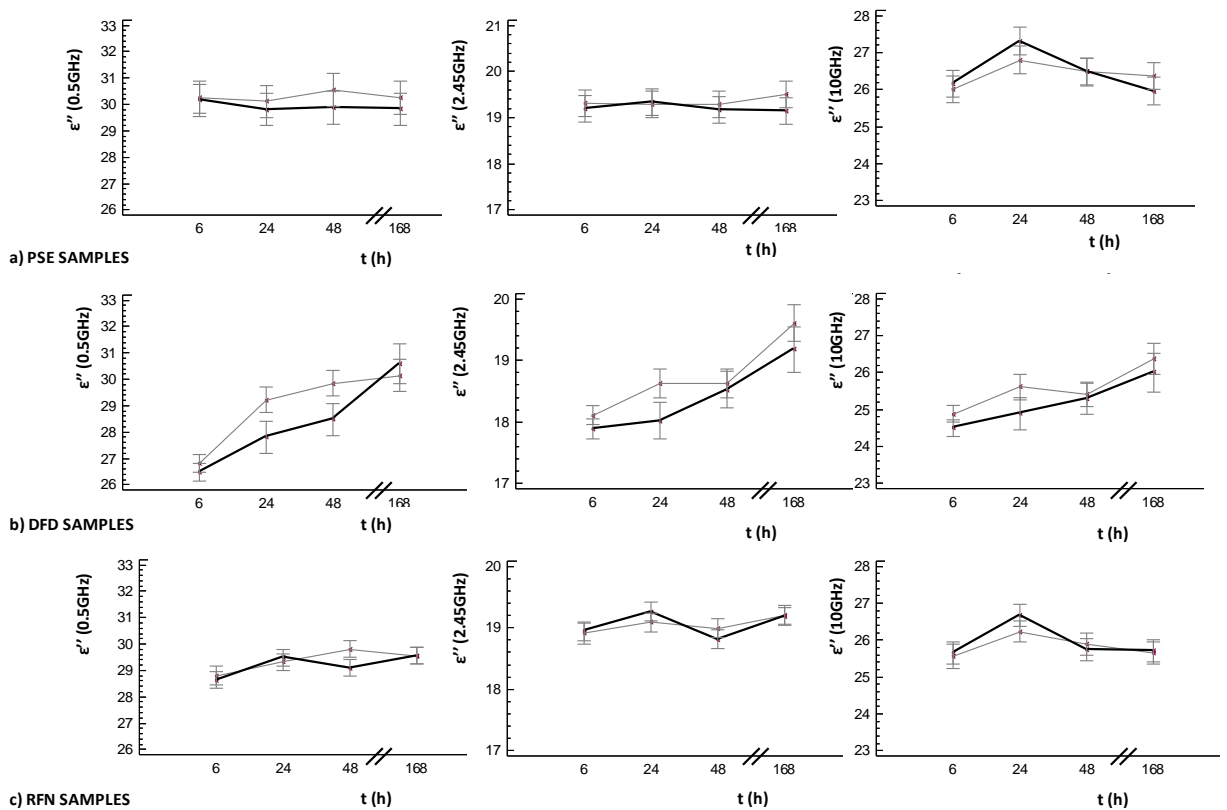 ε’’ (0.5GHz)
33
32
31
30
29
28
27
26
6 24 48 168
t (h)
ε’’ (2.45GHz)
21
20
19
18
17
6 24 48 168
t (h)
ε’’ (10GHz)
28
27
26
25
24
23
6 24 48 168
t (h)
a) PSE SAMPLES
ε’’ (0.5GHz)
33
32
31
30
29
28
27
26
6 24 48 168
t (h)
ε’’ (2.45GHz)
20
19
18
17
6 24 48 168
t (h)
ε’’ (10GHz)
28
27
26
25
24
23
6 24 48 168
t (h)
b) DFD SAMPLES
ε’’ (0.5GHz)
33
32
31
30
29
28
27
26
6 24 48 168
t (h)
ε’’ (2.45GHz)
20
19
18
17
6 24 48 168
t (h)
ε’’ (10GHz)
28
27
26
25
24
23
6 24 48 168
t (h)
c) RFN SAMPLES